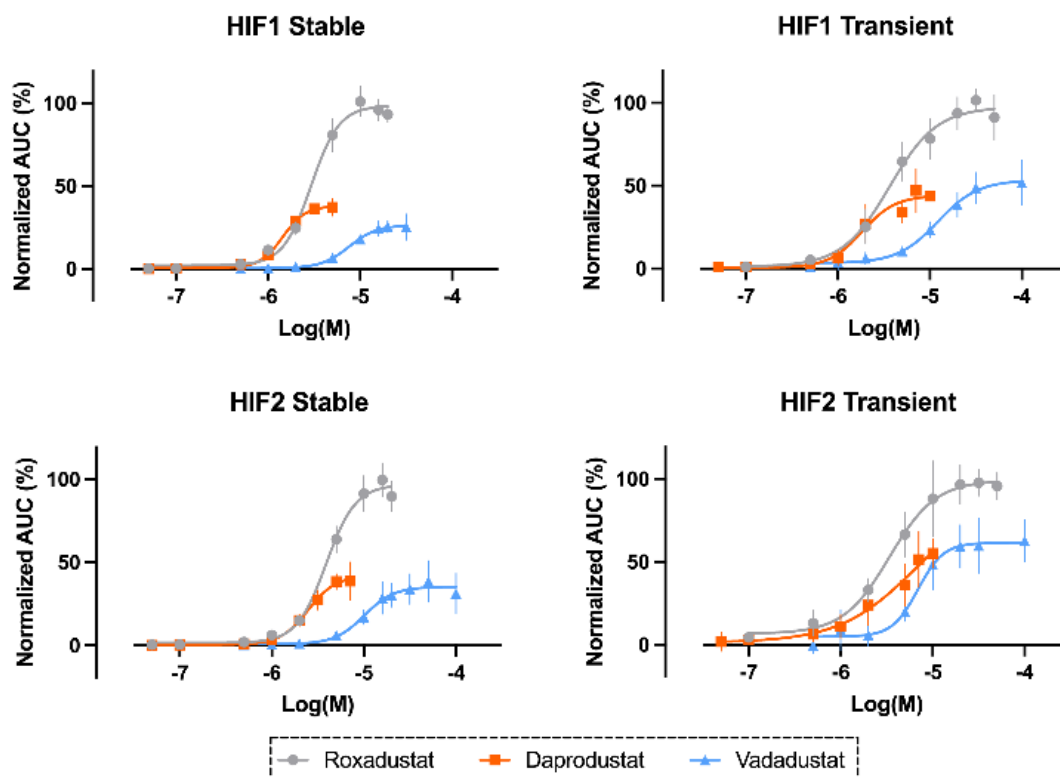 HIF1 Stable
Normalized AUC (%)
100
50
0
-7
-6
-5
-4
Log(M)
HIF1 Transient
Normalized AUC (%)
100
50
0
-7
-6
-5
-4
Log(M)
HIF2 Stable
Normalized AUC (%)
100
50
0
-7
-6
-5
-4
Log(M)
HIF2 Transient
Normalized AUC (%)
100
50
0
-7
-6
-5
-4
Log(M)
Roxadustat Daprodustat Vadadustat